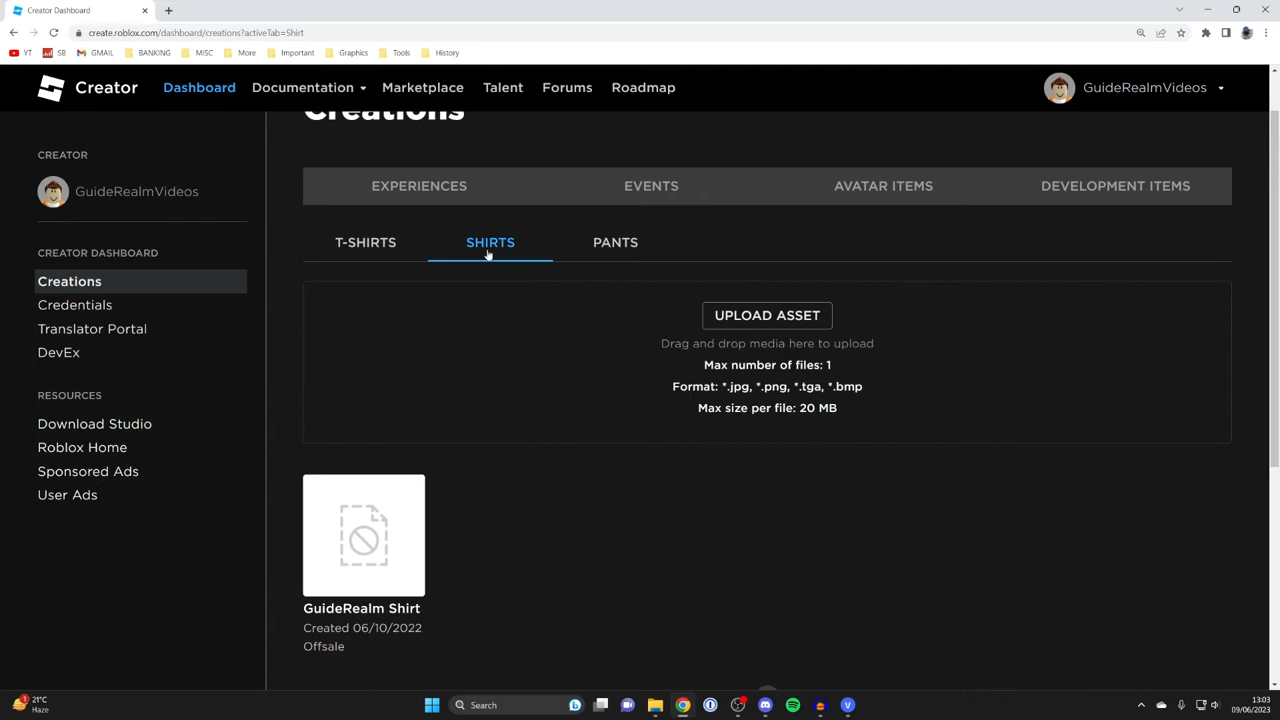 Creator Dashboard
create.roblox.com/dashboard/creations?activeTab=Shirt
YT
SB
GMAIL
BANKING
MISC
More
Important
Graphics
Tools
History
Creator
Dashboard
Documentation
Marketplace
Talent
Forums
Roadmap
GuideRealmVideos
Creations
CREATOR
GuideRealmVideos
CREATOR DASHBOARD
Creations
Credentials
Translator Portal
DevEx
RESOURCES
Download Studio
Roblox Home
Sponsored Ads
User Ads
EXPERIENCES
EVENTS
AVATAR ITEMS
DEVELOPMENT ITEMS
T-SHIRTS
SHIRTS
PANTS
UPLOAD ASSET
Drag and drop media here to upload
Max number of files: 1
Format: *.jpg, *.png, *.tga, *.bmp
Max size per file: 20 MB
GuideRealm Shirt
Created 06/10/2022
Offsale
1
21°C
Haze
Search
13:03
09/06/2023